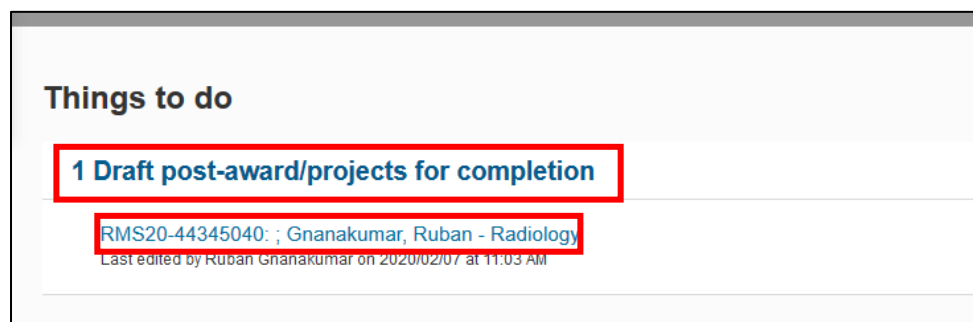 Things to do
1 Draft post-award/projects for completion
RMS20-44345040: ; Gnanakumar, Ruban - Radiology
Last edited by Ruban Gnanakumar on 2020/02/07 at 11:03 AM